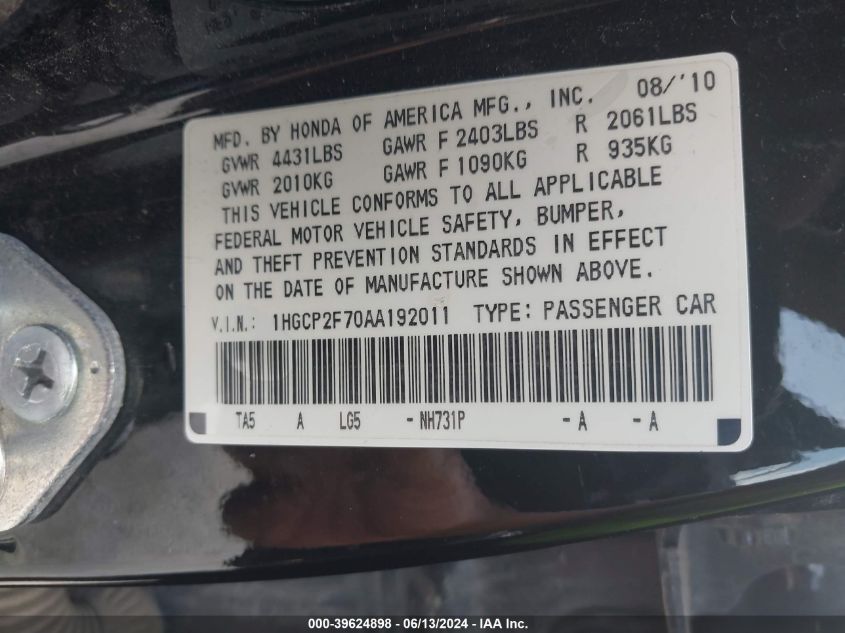 MFD. BY HONDA OF AMERICA MFG., INC. 08/'10
GVWR 4431LBS GAWR F 2403LBS R 2061LBS
GVWR 2010KG GAWR F 1090KG R 935KG
THIS VEHICLE CONFORMS TO ALL APPLICABLE
FEDERAL MOTOR VEHICLE SAFETY, BUMPER,
AND THEFT PREVENTION STANDARDS IN EFFECT
ON THE DATE OF MANUFACTURE SHOWN ABOVE.
V.I.N.: 1HGCP2F70AA192011 TYPE: PASSENGER CAR
TA5 A LG5 - NH731P - A - A
000-39624898 - 06/13/2024 - IAA Inc.